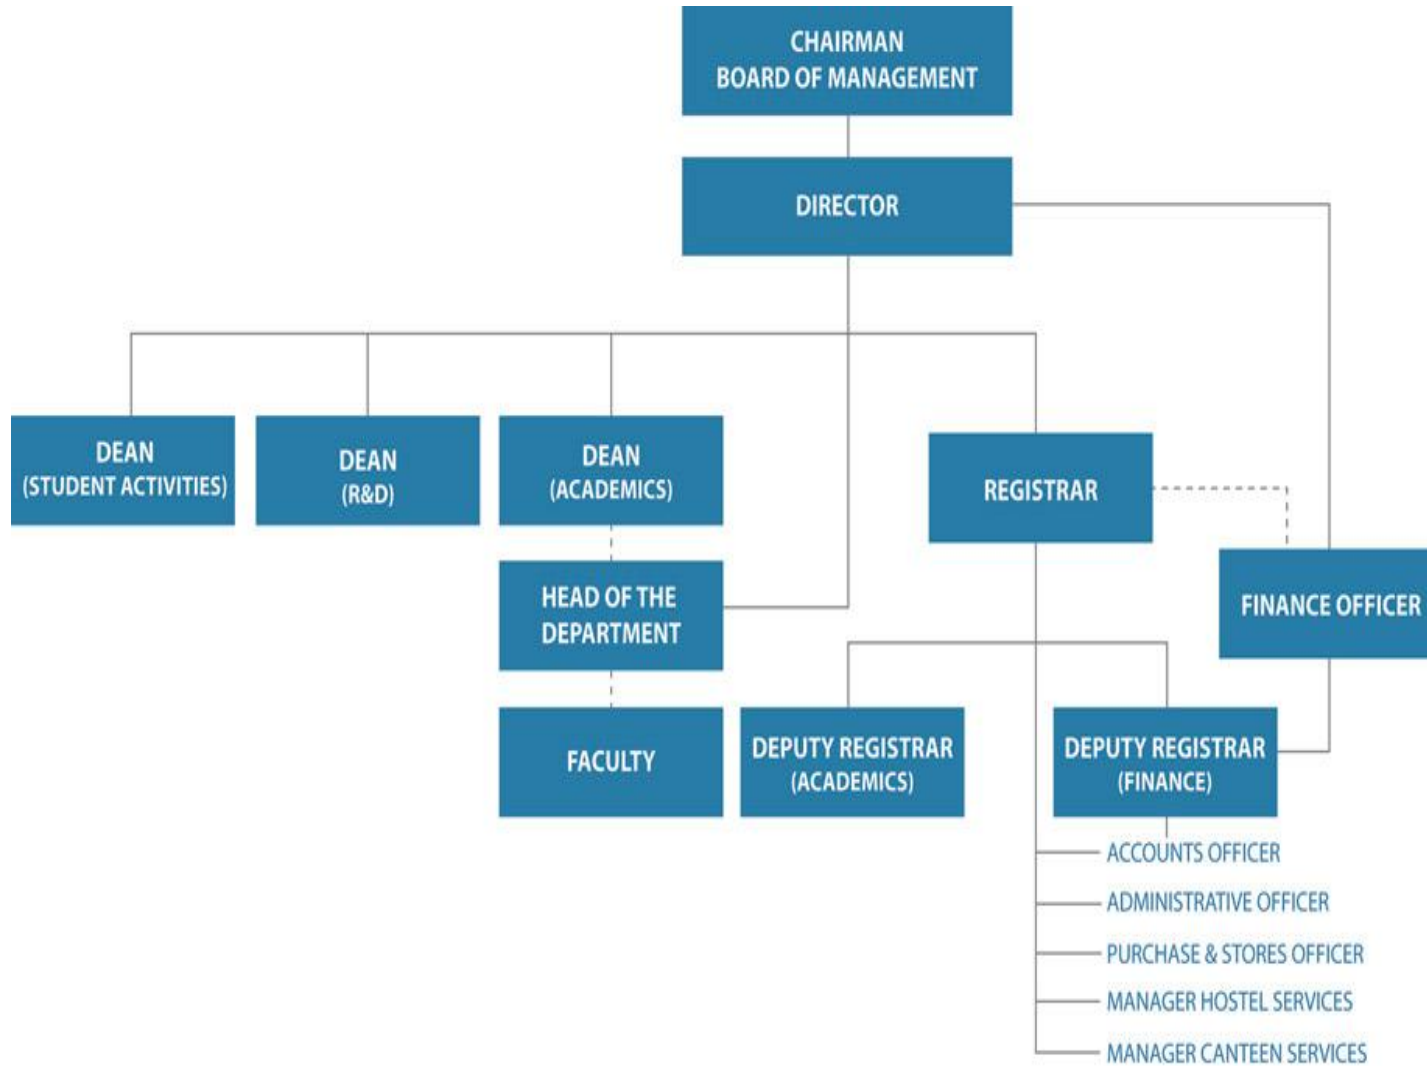 CHAIRMAN
BOARD OF MANAGEMENT
DIRECTOR
DEAN
(STUDENT ACTIVITIES)
DEAN
(R&D)
DEAN
(ACADEMICS)
REGISTRAR
HEAD OF THE
DEPARTMENT
FINANCE OFFICER
FACULTY
DEPUTY REGISTRAR
(ACADEMICS)
DEPUTY REGISTRAR
(FINANCE)
ACCOUNTS OFFICER
ADMINISTRATIVE OFFICER
PURCHASE & STORES OFFICER
MANAGER HOSTEL SERVICES
MANAGER CANTEEN SERVICES